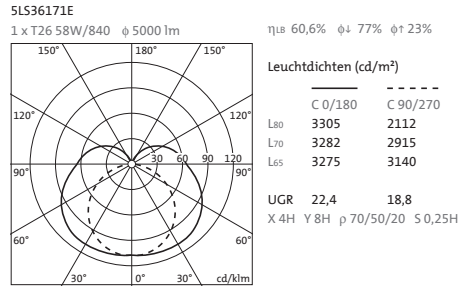 5LS36171E
1 x T26 58W/840 ϕ 5000 lm
150° 180° 150°
120° 120°
30 60 90 120
90° 90°
60° 60°
30° 0° 30° cd/klm
ηLB 60,6% ϕ↓ 77% ϕ↑ 23%
Leuchtdichten (cd/m²)
C 0/180 C 90/270
L80 3305 2112
L70 3282 2915
L65 3275 3140
UGR 22,4 18,8
X 4H Y 8H ρ 70/50/20 S 0,25H